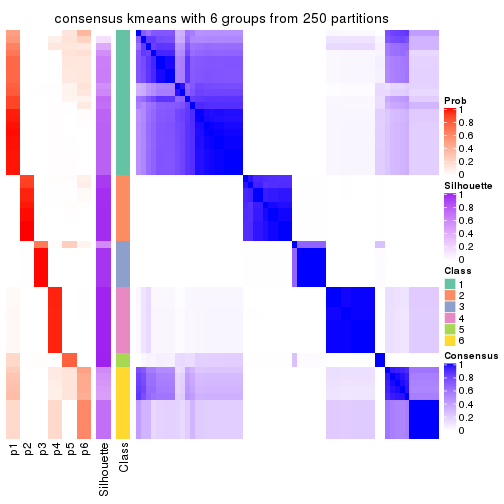 consensus kmeans with 6 groups from 250 partitions
Prob
1
0.8
0.6
0.4
0.2
0
Silhouette
1
0.8
0.6
0.4
0.2
0
Class
1
2
3
4
5
6
Consensus
1
0.8
0.6
0.4
0.2
0
p1
p2
p3
p4
p5
p6
Silhouette
Class